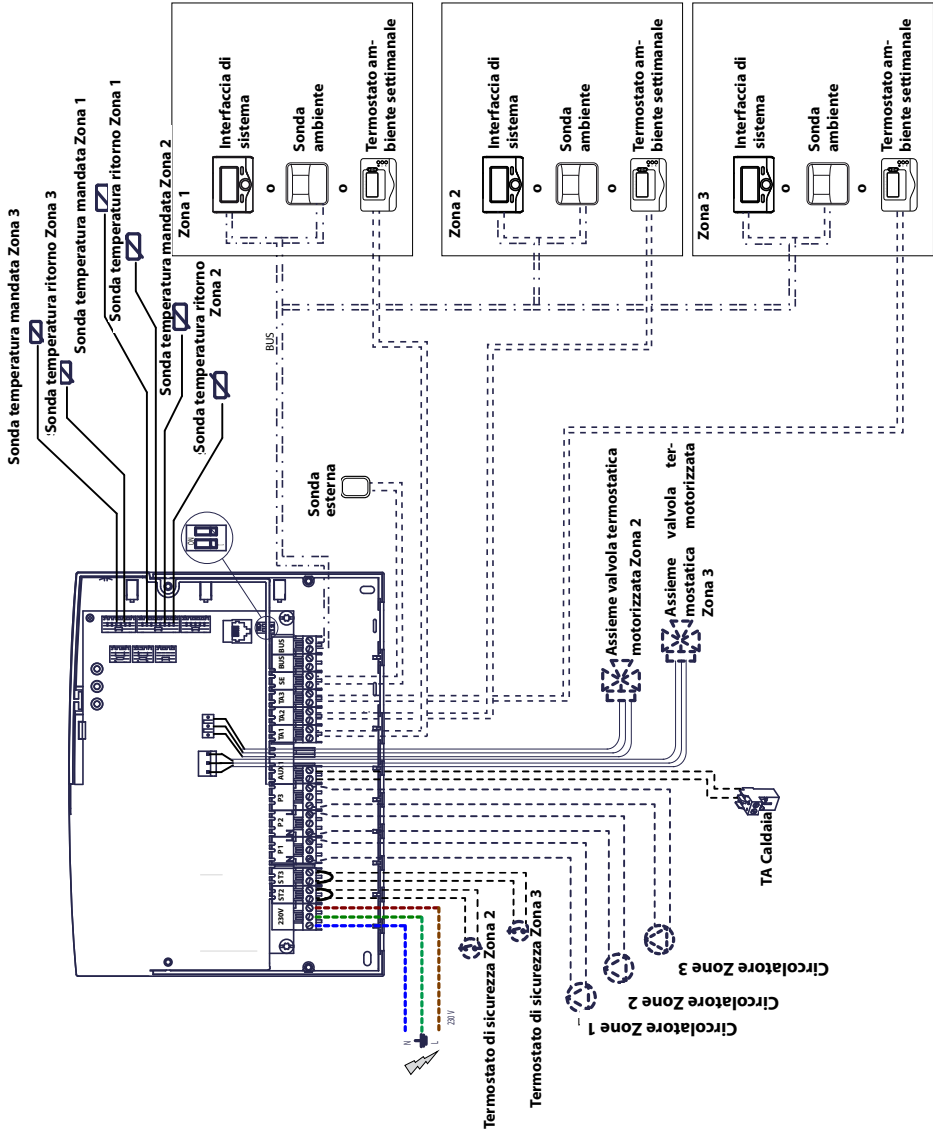 Sonda temperatura mandata Zona 3
Sonda temperatura ritorno Zona 3
Sonda temperatura mandata Zona 1
Sonda temperatura ritorno Zona 1
Sonda temperatura mandata Zona 2
Sonda temperatura ritorno
Zona 2
Zona 1
Interfaccia di
sistema
Sonda
ambiente
Termostato am-
biente settimanale
Zona 2
Interfaccia di
sistema
Sonda
ambiente
Termostato am-
biente settimanale
Zona 3
Interfaccia di
sistema
Sonda
ambiente
Termostato am-
biente settimanale
BUS
Sonda
esterna
ON
Assieme valvola termostatica
motorizzata Zona 2
Assieme valvola ter-
mostatica motorizzata
Zona 3
230V
ST2
ST3
P1
P2
P3
AUX1
TA1
TA2
TA3
SE
BUS
BUS
N
L
230 V
Termostato di sicurezza Zona 2
Termostato di sicurezza Zona 3
Circolatore Zone 1
Circolatore Zone 2
Circolatore Zone 3
TA Caldaia